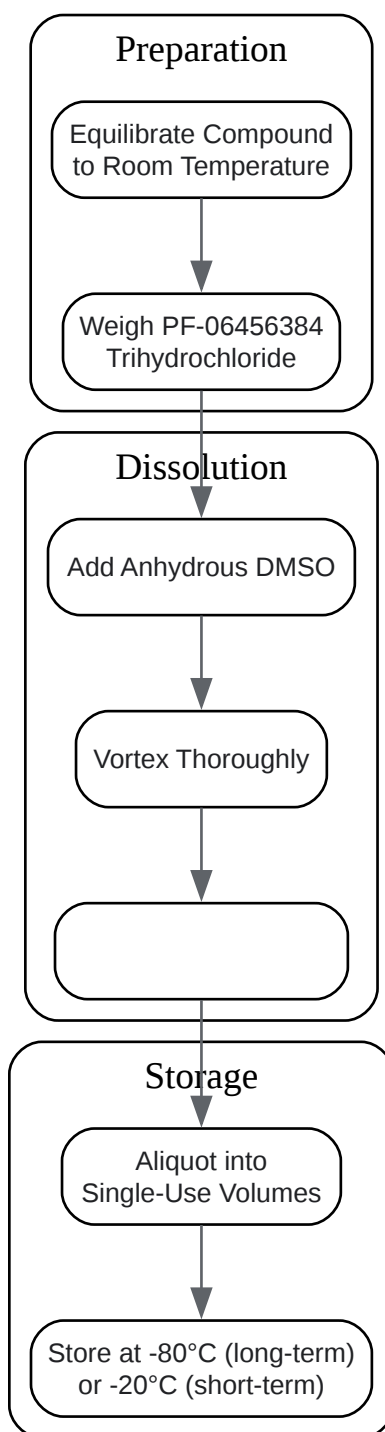 Preparation
Equilibrate Compound
to Room Temperature
Weigh PF-06456384
Trihydrochloride
Dissolution
Add Anhydrous DMSO
Vortex Thoroughly
Storage
Aliquot into
Single-Use Volumes
Store at -80°C (long-term)
or -20°C (short-term)